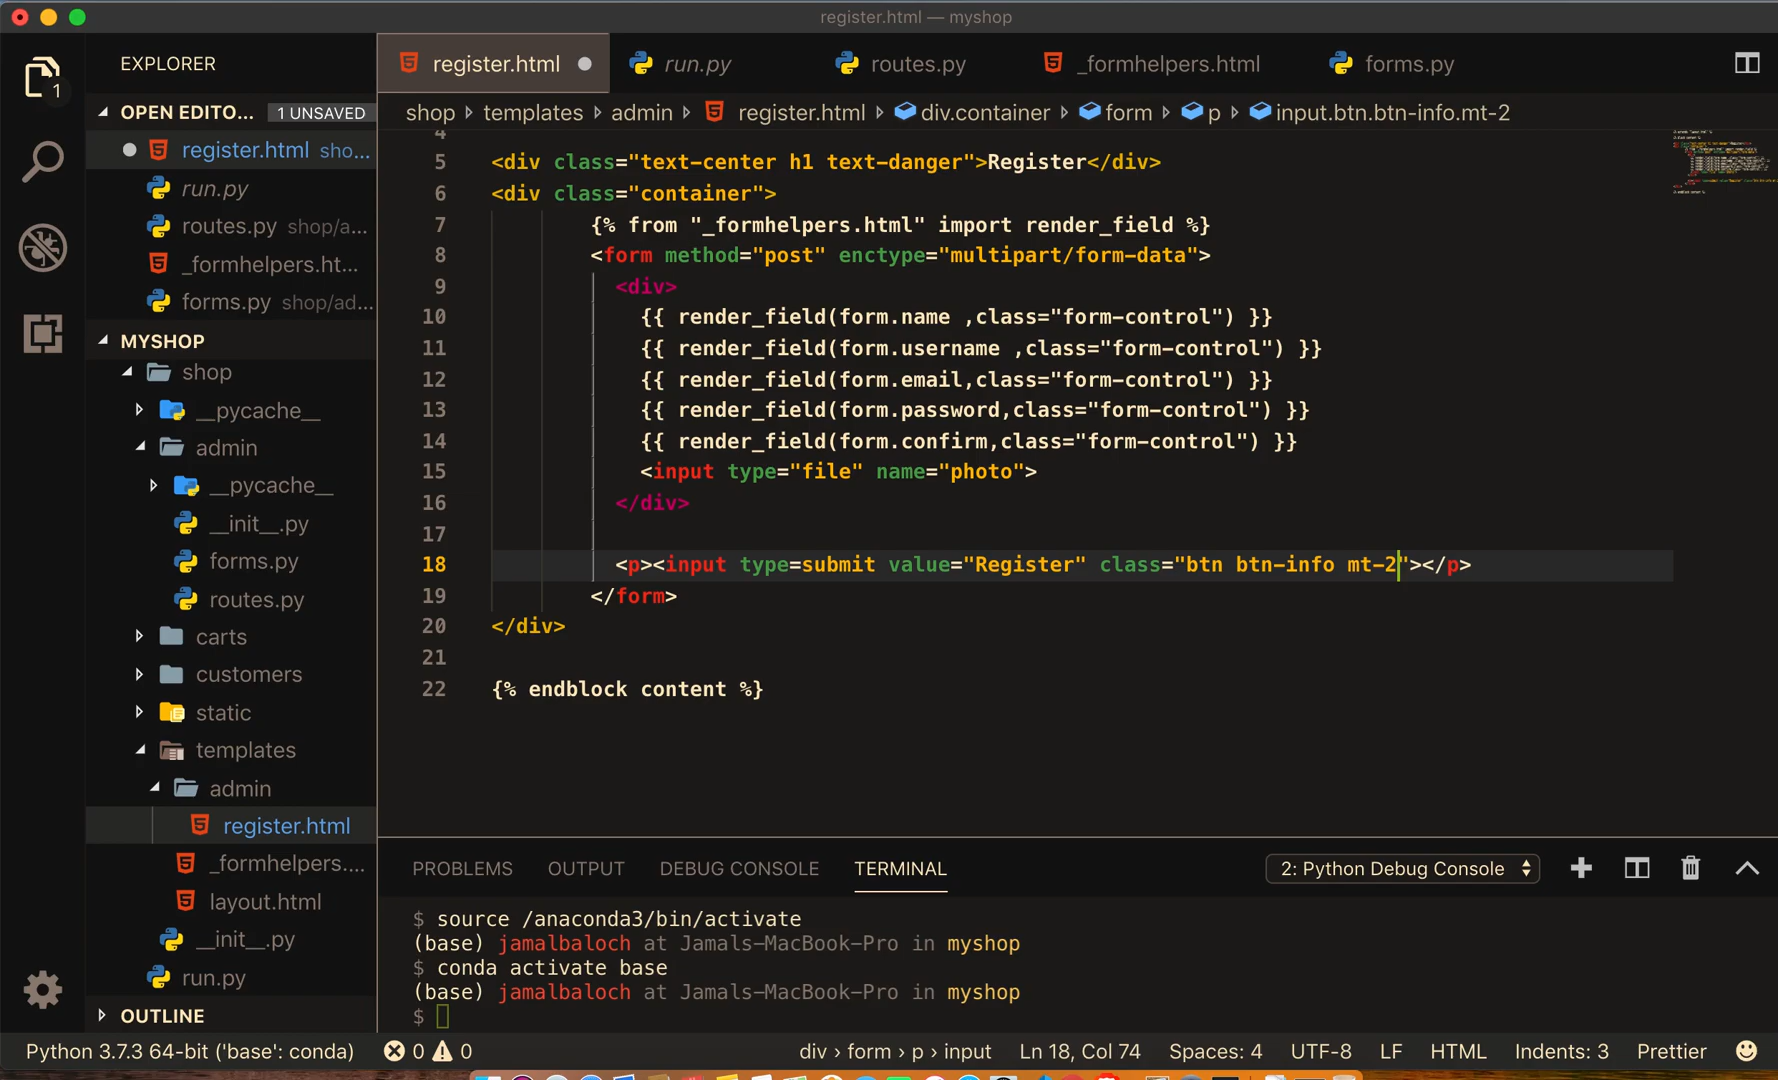 register.html — myshop
EXPLORER
register.html
run.py
routes.py
_formhelpers.html
forms.py
1
OPEN EDITO... 1 UNSAVED
register.html sho...
run.py
routes.py shop/a...
_formhelpers.ht...
forms.py shop/ad...
MYSHOP
shop
__pycache__
admin
__pycache__
__init__.py
forms.py
routes.py
carts
customers
static
templates
admin
register.html
_formhelpers....
layout.html
__init__.py
run.py
OUTLINE
shop › templates › admin › register.html › div.container › form › p › input.btn.btn-info.mt-2
4
5 <div class="text-center h1 text-danger">Register</div>
6 <div class="container">
7 {% from "_formhelpers.html" import render_field %}
8 <form method="post" enctype="multipart/form-data">
9 <div>
10 {{ render_field(form.name ,class="form-control") }}
11 {{ render_field(form.username ,class="form-control") }}
12 {{ render_field(form.email,class="form-control") }}
13 {{ render_field(form.password,class="form-control") }}
14 {{ render_field(form.confirm,class="form-control") }}
15 <input type="file" name="photo">
16 </div>
17
18 <p><input type=submit value="Register" class="btn btn-info mt-2"></p>
19 </form>
20 </div>
21
22 {% endblock content %}
PROBLEMS OUTPUT DEBUG CONSOLE TERMINAL 2: Python Debug Console
$ source /anaconda3/bin/activate
(base) jamalbaloch at Jamals-MacBook-Pro in myshop
$ conda activate base
(base) jamalbaloch at Jamals-MacBook-Pro in myshop
$
Python 3.7.3 64-bit ('base': conda) 0 0 div › form › p › input Ln 18, Col 74 Spaces: 4 UTF-8 LF HTML Indents: 3 Prettier